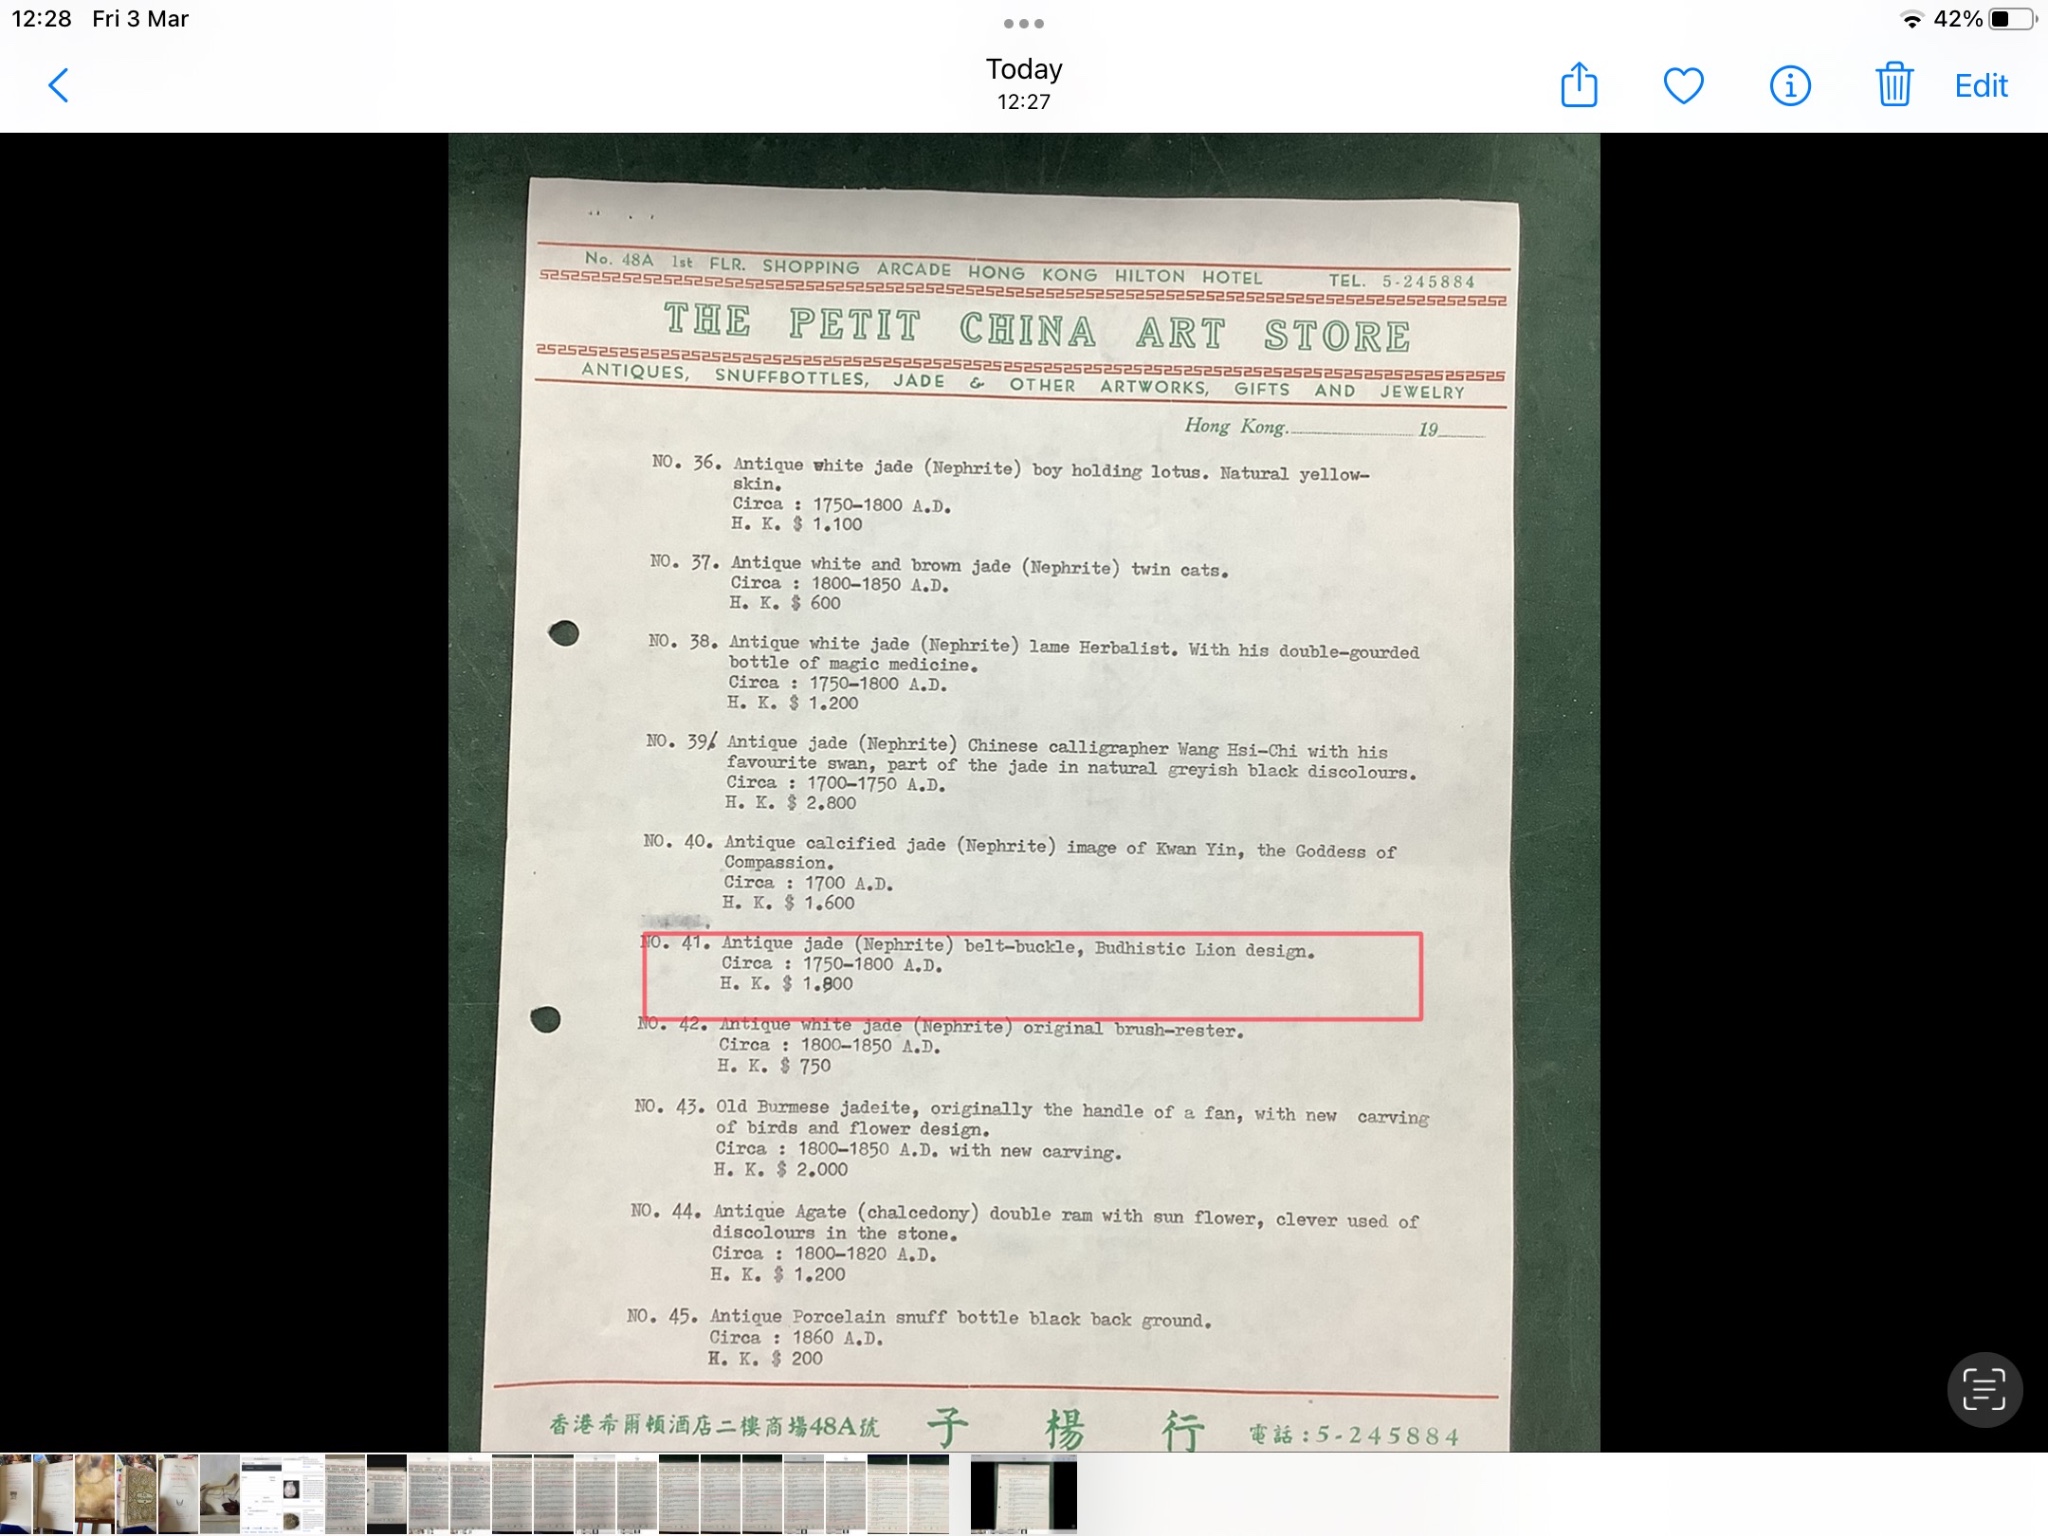 12:28 Fri 3 Mar
42%
Today
12:27
Edit
No. 48A 1st FLR. SHOPPING ARCADE HONG KONG HILTON HOTEL TEL. 5-245884
THE PETIT CHINA ART STORE
ANTIQUES, SNUFFBOTTLES, JADE & OTHER ARTWORKS, GIFTS AND JEWELRY
Hong Kong. 19
NO. 36. Antique white jade (Nephrite) boy holding lotus. Natural yellow-
skin.
Circa : 1750-1800 A.D.
H. K. $ 1.100
NO. 37. Antique white and brown jade (Nephrite) twin cats.
Circa : 1800-1850 A.D.
H. K. $ 600
NO. 38. Antique white jade (Nephrite) lame Herbalist. With his double-gourded
bottle of magic medicine.
Circa : 1750-1800 A.D.
H. K. $ 1.200
NO. 39/ Antique jade (Nephrite) Chinese calligrapher Wang Hsi-Chi with his
favourite swan, part of the jade in natural greyish black discolours.
Circa : 1700-1750 A.D.
H. K. $ 2.800
NO. 40. Antique calcified jade (Nephrite) image of Kwan Yin, the Goddess of
Compassion.
Circa : 1700 A.D.
H. K. $ 1.600
NO. 41. Antique jade (Nephrite) belt-buckle, Budhistic Lion design.
Circa : 1750-1800 A.D.
H. K. $ 1.800
NO. 42. Antique white jade (Nephrite) original brush-rester.
Circa : 1800-1850 A.D.
H. K. $ 750
NO. 43. Old Burmese jadeite, originally the handle of a fan, with new carving
of birds and flower design.
Circa : 1800-1850 A.D. with new carving.
H. K. $ 2.000
NO. 44. Antique Agate (chalcedony) double ram with sun flower, clever used of
discolours in the stone.
Circa : 1800-1820 A.D.
H. K. $ 1.200
NO. 45. Antique Porcelain snuff bottle black back ground.
Circa : 1860 A.D.
H. K. $ 200
香港希爾頓酒店二樓商場48A號 子楊行 電話:5-245884